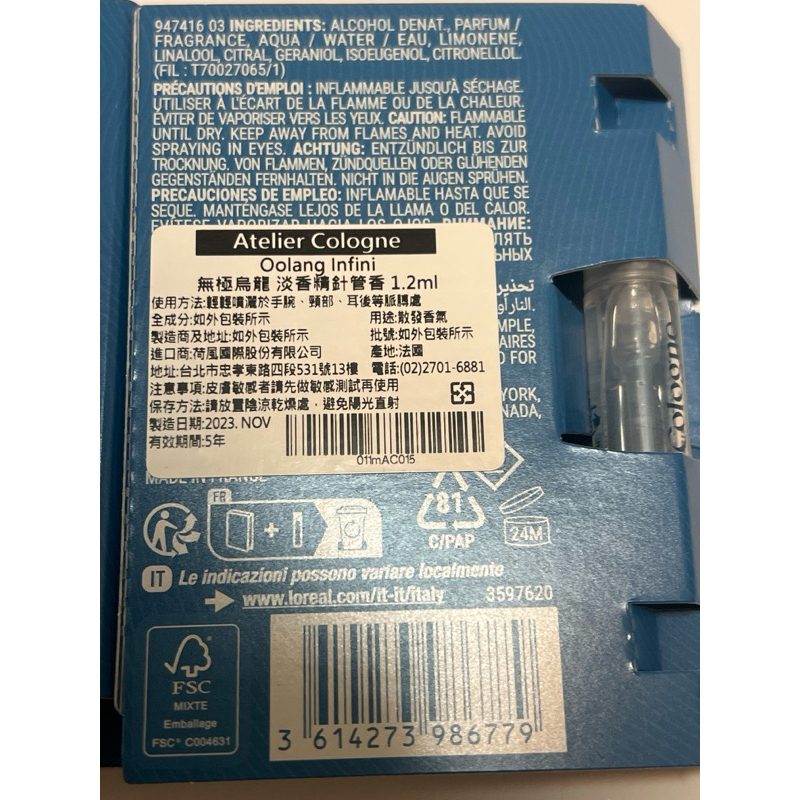 947416 03 INGREDIENTS: ALCOHOL DENAT., PARFUM /
FRAGRANCE, AQUA / WATER / EAU, LIMONENE,
LINALOOL, CITRAL, GERANIOL, ISOEUGENOL, CITRONELLOL.
(FIL : T70027065/1)
PRÉCAUTIONS D'EMPLOI : INFLAMMABLE JUSQU'À SÉCHAGE.
UTILISER À L'ÉCART DE LA FLAMME OU DE LA CHALEUR.
ÉVITER DE VAPORISER VERS LES YEUX. CAUTION: FLAMMABLE
UNTIL DRY. KEEP AWAY FROM FLAMES AND HEAT. AVOID
SPRAYING IN EYES. ACHTUNG: ENTZÜNDLICH BIS ZUR
TROCKNUNG. VON FLAMMEN, ZÜNDQUELLEN ODER GLÜHENDEN
GEGENSTÄNDEN FERNHALTEN. NICHT IN DIE AUGEN SPRÜHEN.
PRECAUCIONES DE EMPLEO: INFLAMABLE HASTA QUE SE
SEQUE. MANTÉNGASE LEJOS DE LA LLAMA O DEL CALOR.
EVÍTESE VAPORIZAR HACIA LOS OJOS. ВНИМАНИЕ:
Atelier Cologne
Oolang Infini
無極烏龍 淡香精針管香 1.2ml
使用方法:輕輕噴灑於手腕、頸部、耳後等脈膊處
全成分:如外包裝所示 用途:散發香氣
製造商及地址:如外包裝所示 批號:如外包裝所示
進口商:荷風國際股份有限公司 產地:法國
地址:台北市忠孝東路四段531號13樓 電話:(02)2701-6881
注意事項:皮膚敏感者請先做敏感測試再使用
保存方法:請放置陰涼乾燥處，避免陽光直射
製造日期:2023. NOV
有效期間:5年
011mAC015
MADE IN FRANCE
FR
81
C/PAP
24M
IT Le indicazioni possono variare localmente
www.loreal.com/it-it/italy 3597620
FSC
MIXTE
Emballage
FSC® C004631
3 614273 986779
Cologne